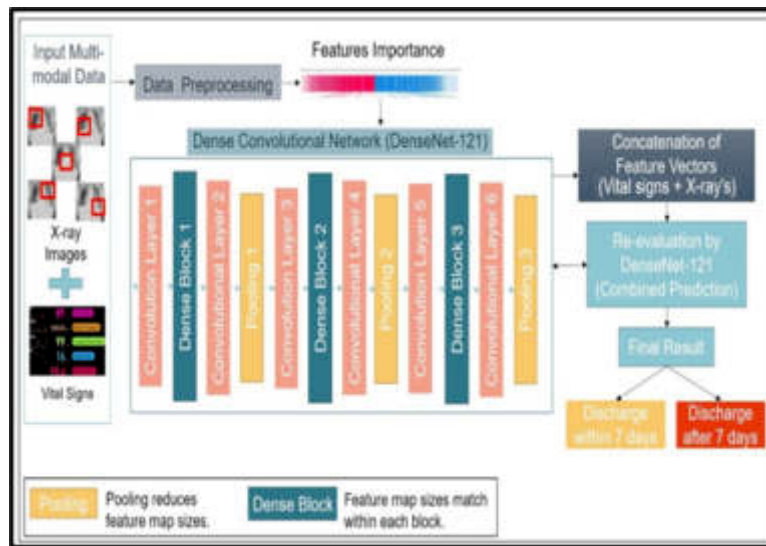 Input Multi-
modal Data
X-ray
Images
Vital Signs
Data Preprocessing
Features Importance
Dense Convolutional Network (DenseNet-121)
Convolution Layer 1
Dense Block 1
Convolutional Layer 2
Pooling 1
Convolution Layer 3
Dense Block 2
Convolutional Layer 4
Pooling 2
Convolution Layer 5
Dense Block 3
Convolutional Layer 6
Pooling 3
Concatenation of
Feature Vectors
(Vital signs + X-ray's)
Re-evaluation by
DenseNet-121
(Combined Prediction)
Final Result
Discharge
within 7 days
Discharge
after 7 days
Pooling
Pooling reduces
feature map sizes.
Dense Block
Feature map sizes match
within each block.